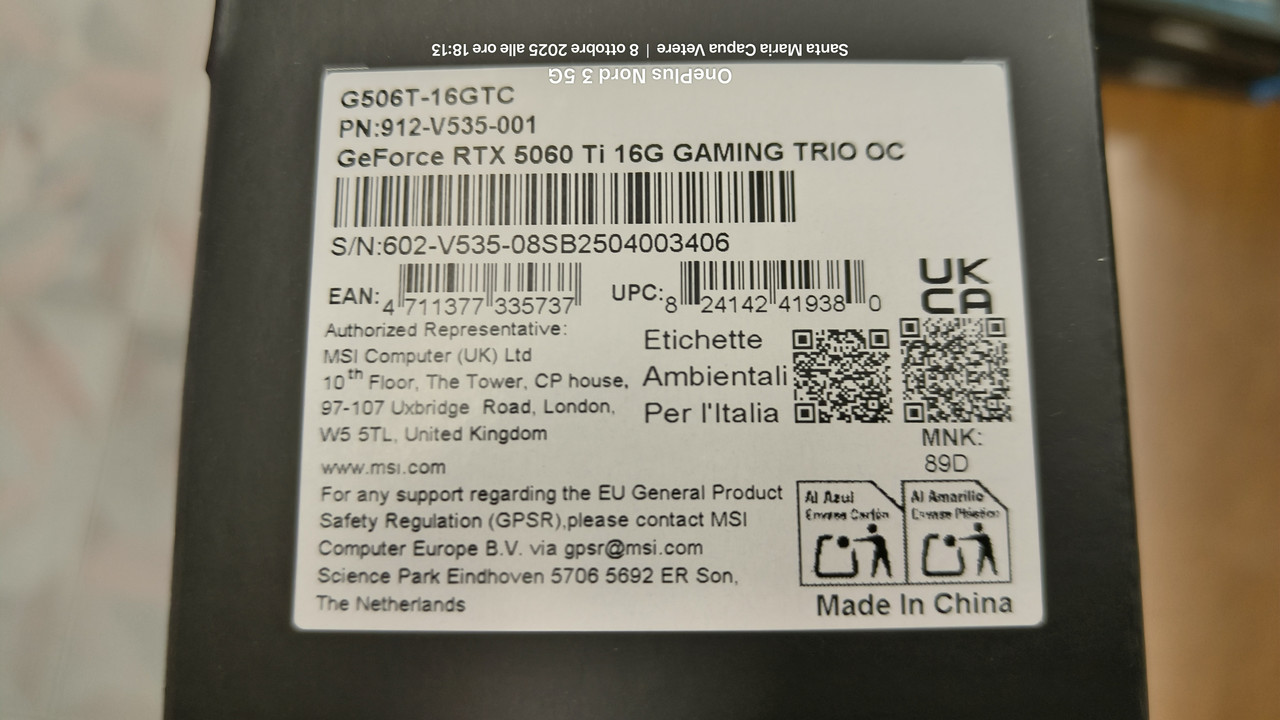 Santa Maria Capua Vetere | 8 ottobre 2025 alle ore 18:13
OnePlus Nord 3 5G
G506T-16GTC
PN:912-V535-001
GeForce RTX 5060 Ti 16G GAMING TRIO OC
S/N:602-V535-08SB2504003406
EAN: 4 711377 335737
UPC: 8 24142 41938 0
UK
CA
Authorized Representative:
MSI Computer (UK) Ltd
10th Floor, The Tower, CP house,
97-107 Uxbridge Road, London,
W5 5TL, United Kingdom
www.msi.com
Etichette
Ambientali
Per l'Italia
MNK:
89D
For any support regarding the EU General Product
Safety Regulation (GPSR),please contact MSI
Computer Europe B.V. via gpsr@msi.com
Science Park Eindhoven 5706 5692 ER Son,
The Netherlands
Al Azul
Envase Cartón
Al Amarillo
Envase Plástico
Made In China